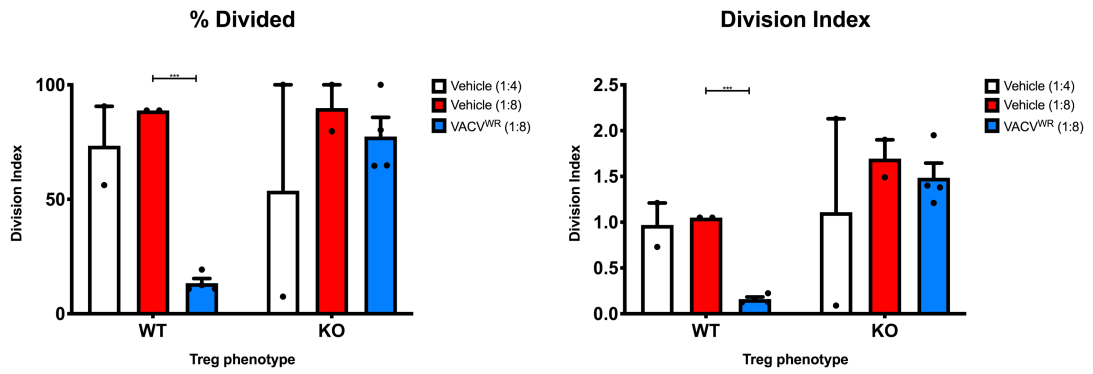 % Divided
Division Index
***
100
50
0
Division Index
WT
KO
Treg phenotype
Vehicle (1:4)
Vehicle (1:8)
VACVᵂᴿ (1:8)
***
2.5
2.0
1.5
1.0
0.5
0.0
Division Index
WT
KO
Treg phenotype
Vehicle (1:4)
Vehicle (1:8)
VACVᵂᴿ (1:8)